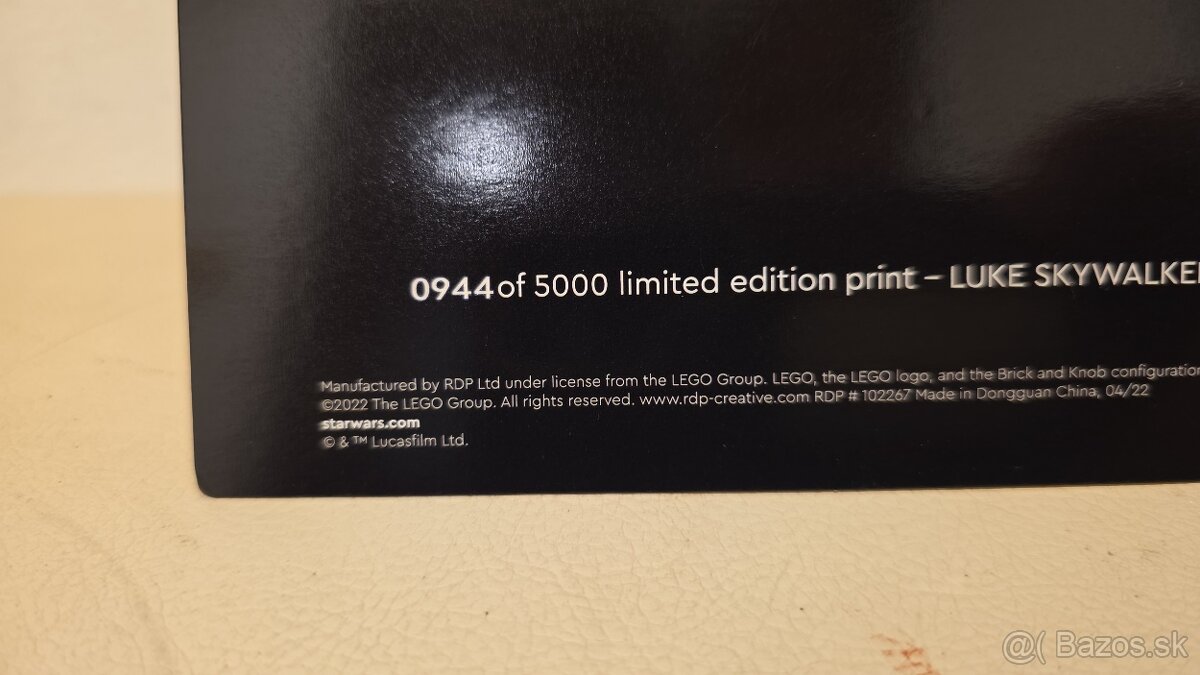 0944 of 5000 limited edition print – LUKE SKYWALKER
Manufactured by RDP Ltd under license from the LEGO Group. LEGO, the LEGO logo, and the Brick and Knob configuration
©2022 The LEGO Group. All rights reserved. www.rdp-creative.com RDP # 102267 Made in Dongguan China, 04/22
starwars.com
© & ™ Lucasfilm Ltd.
@( Bazos.sk